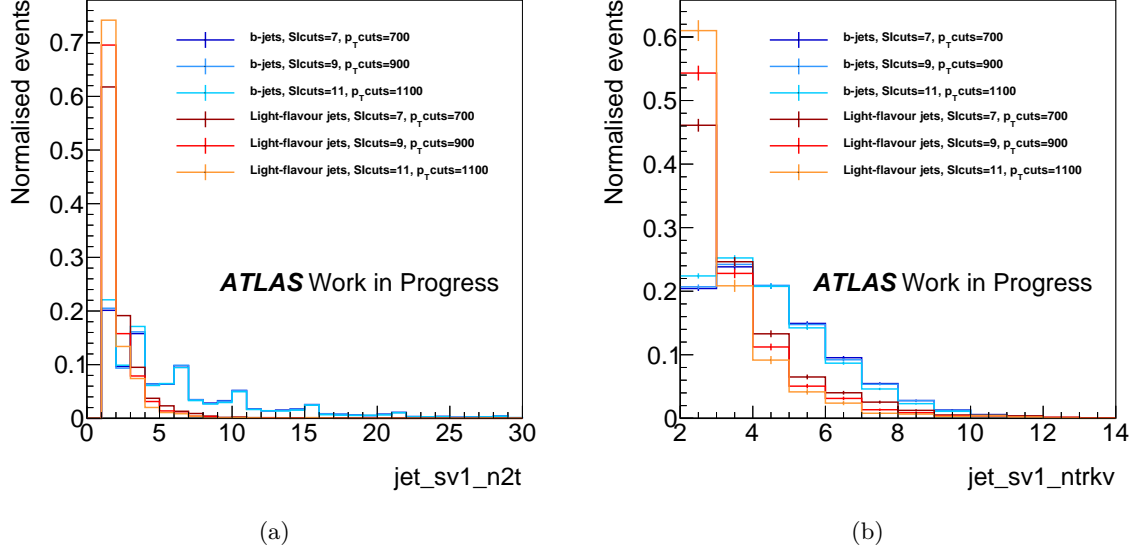 Normalised events
0.7
0.6
0.5
0.4
0.3
0.2
0.1
0
b-jets, SIcuts=7, pTcuts=700
b-jets, SIcuts=9, pTcuts=900
b-jets, SIcuts=11, pTcuts=1100
Light-flavour jets, SIcuts=7, pTcuts=700
Light-flavour jets, SIcuts=9, pTcuts=900
Light-flavour jets, SIcuts=11, pTcuts=1100
ATLAS Work in Progress
0 5 10 15 20 25 30
jet_sv1_n2t
(a)
Normalised events
0.6
0.5
0.4
0.3
0.2
0.1
0
b-jets, SIcuts=7, pTcuts=700
b-jets, SIcuts=9, pTcuts=900
b-jets, SIcuts=11, pTcuts=1100
Light-flavour jets, SIcuts=7, pTcuts=700
Light-flavour jets, SIcuts=9, pTcuts=900
Light-flavour jets, SIcuts=11, pTcuts=1100
ATLAS Work in Progress
2 4 6 8 10 12 14
jet_sv1_ntrkv
(b)